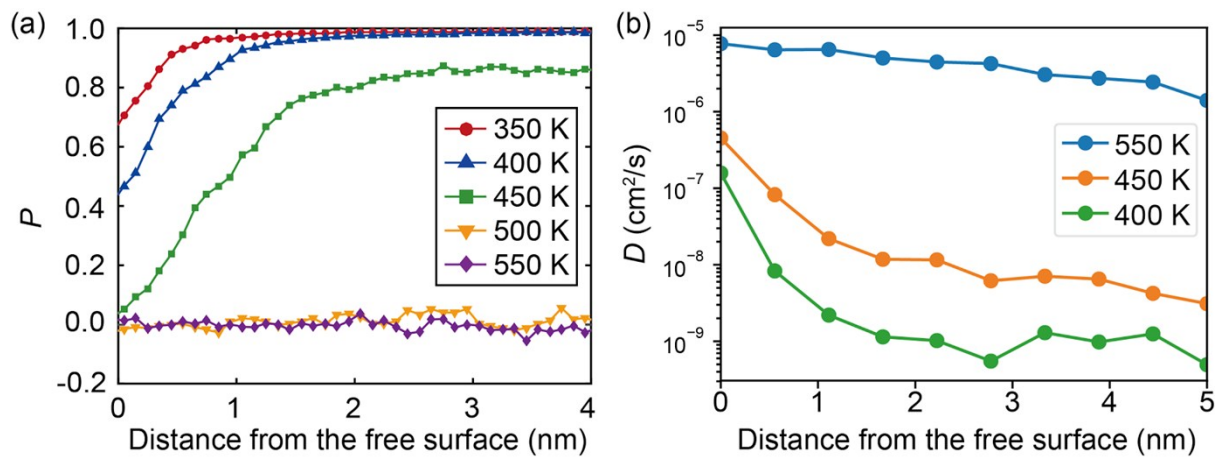 (a)
1.0
0.8
0.6
0.4
0.2
0.0
-0.2
P
350 K
400 K
450 K
500 K
550 K
0 1 2 3 4
Distance from the free surface (nm)
(b)
10⁻⁵
10⁻⁶
10⁻⁷
10⁻⁸
10⁻⁹
D (cm²/s)
550 K
450 K
400 K
0 1 2 3 4 5
Distance from the free surface (nm)